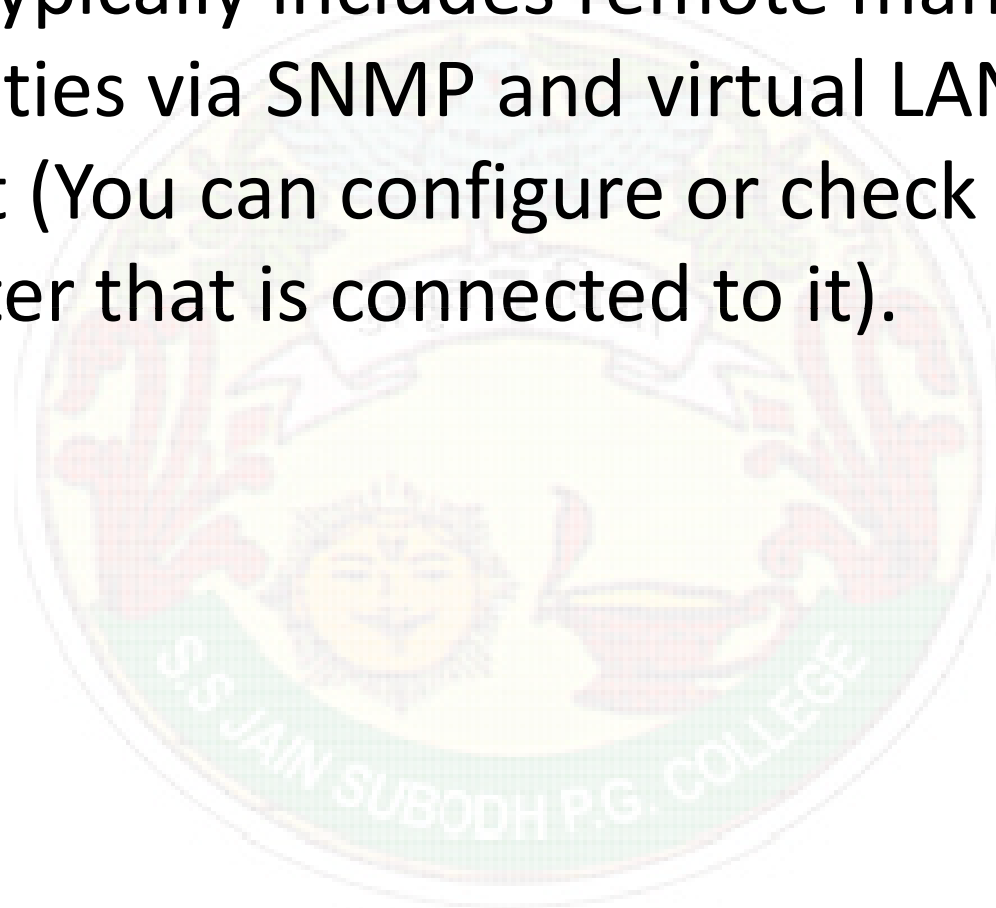 ypically includes remote man
ties via SNMP and virtual LAN
t (You can configure or check
ter that is connected to it).
S.S JAIN SUBODH P.G. COLLEGE